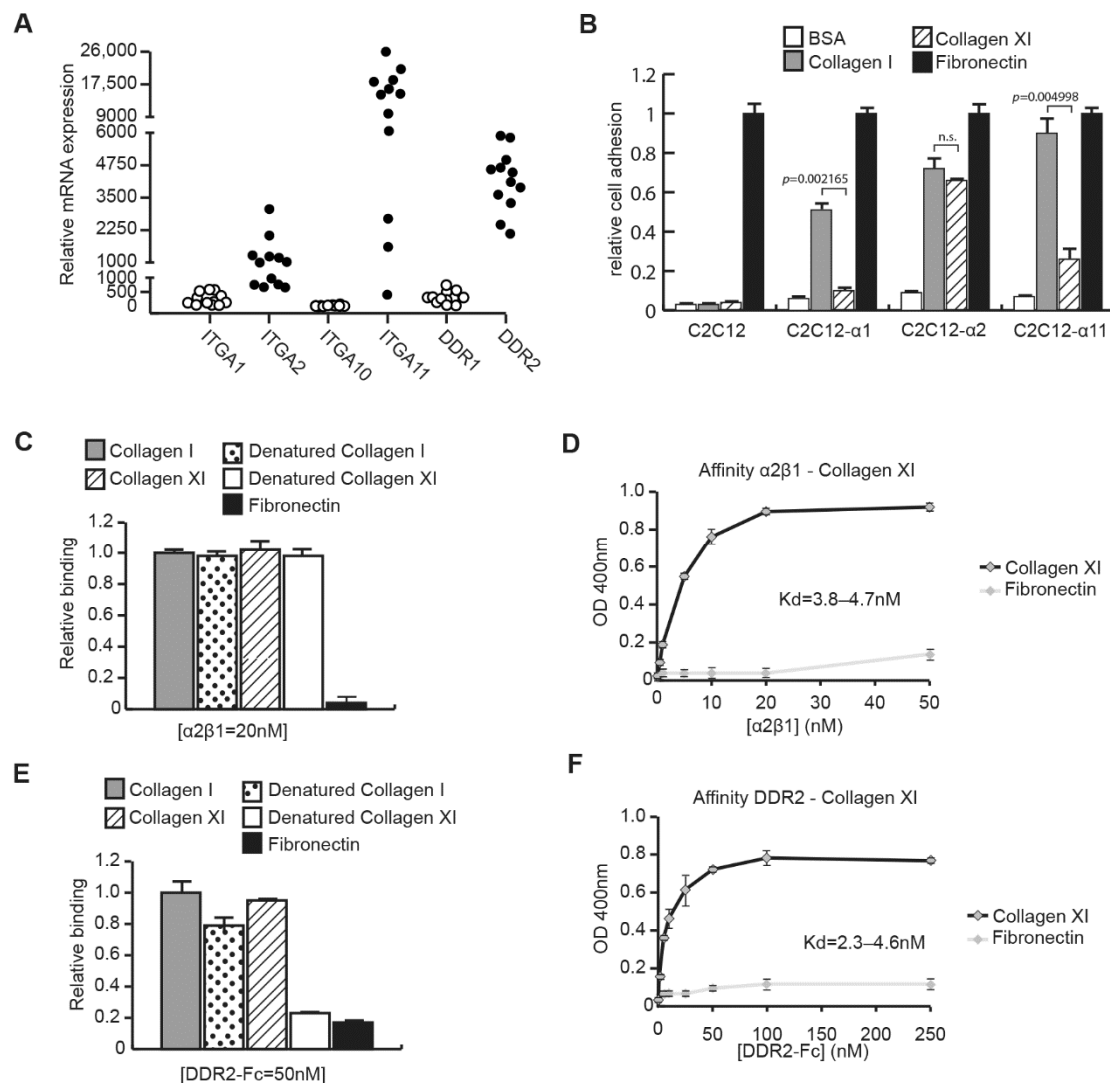 A
Relative mRNA expression
26,000
17,500
9000
6000
4750
3500
2250
1000
1000
500
0
ITGA1
ITGA2
ITGA10
ITGA11
DDR1
DDR2
B
BSA
Collagen XI
Collagen I
Fibronectin
relative cell adhesion
1.2
1
0.8
0.6
0.4
0.2
0
p=0.002165
n.s.
p=0.004998
C2C12
C2C12-α1
C2C12-α2
C2C12-α11
C
Collagen I
Denatured Collagen I
Collagen XI
Denatured Collagen XI
Fibronectin
Relative binding
1.2
1.0
0.8
0.6
0.4
0.2
0
[α2β1=20nM]
D
Affinity α2β1 - Collagen XI
OD 400nm
1.0
0.8
0.6
0.4
0.2
0
Kd=3.8–4.7nM
Collagen XI
Fibronectin
0 10 20 30 40 50
[α2β1] (nM)
E
Collagen I
Denatured Collagen I
Collagen XI
Denatured Collagen XI
Fibronectin
Relative binding
1.2
1.0
0.8
0.6
0.4
0.2
0
[DDR2-Fc=50nM]
F
Affinity DDR2 - Collagen XI
OD 400nm
1.0
0.8
0.6
0.4
0.2
0
Kd=2.3–4.6nM
Collagen XI
Fibronectin
0 50 100 150 200 250
[DDR2-Fc] (nM)